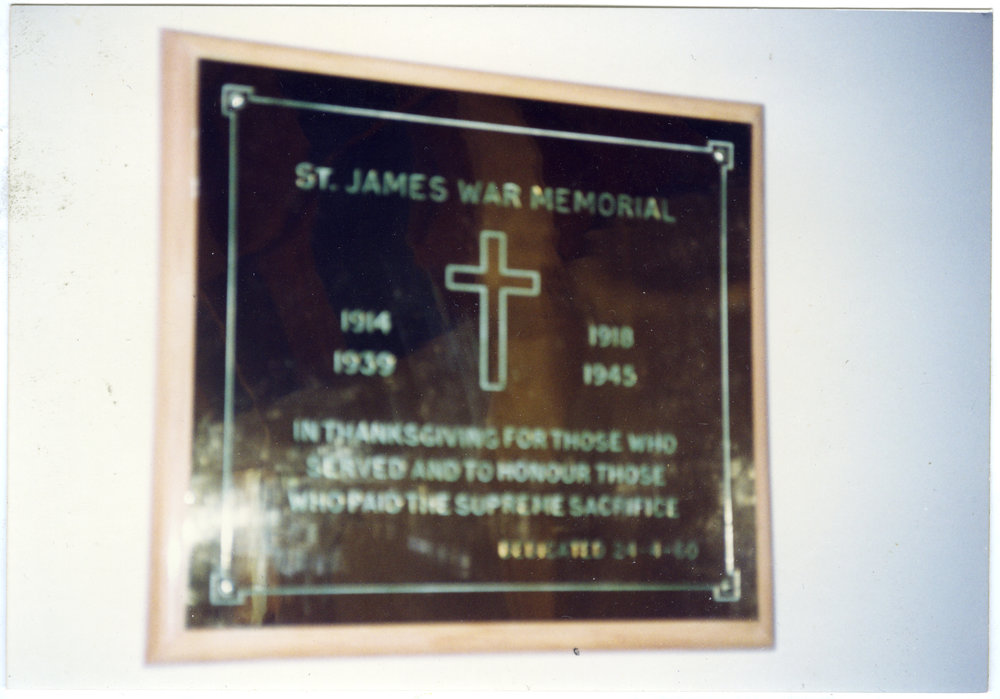 ST. JAMES WAR MEMORIAL
1914 1918
1939 1945
IN THANKSGIVING FOR THOSE WHO
SERVED AND TO HONOUR THOSE
WHO PAID THE SUPREME SACRIFICE
DEDICATED